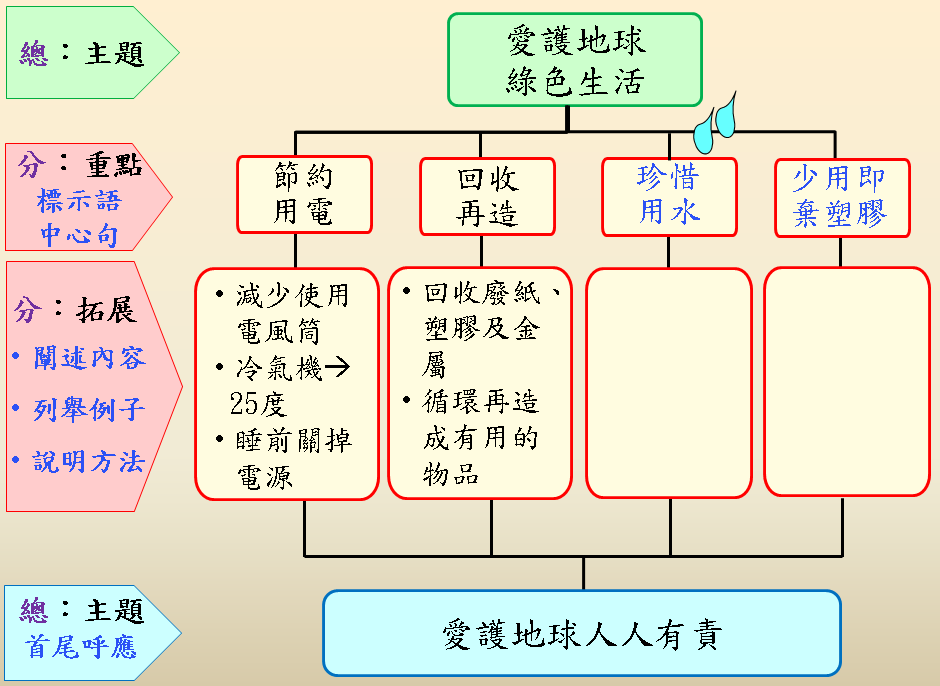 總：主題
愛護地球
綠色生活
分：重點
標示語
中心句
節約
用電
回收
再造
珍惜
用水
少用即
棄塑膠
分：拓展
• 闡述內容
• 列舉例子
• 說明方法
• 減少使用
電風筒
• 冷氣機→
25度
• 睡前關掉
電源
• 回收廢紙、
塑膠及金
屬
• 循環再造
成有用的
物品
總：主題
首尾呼應
愛護地球人人有責